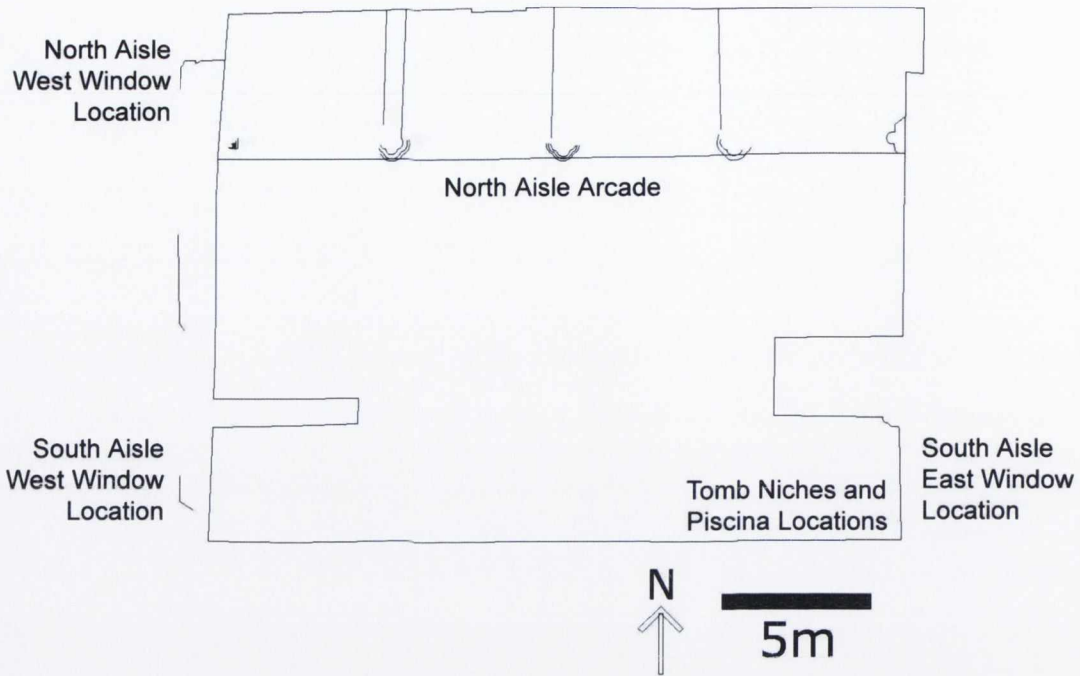 North Aisle
West Window
Location
North Aisle Arcade
South Aisle
West Window
Location
Tomb Niches and
Piscina Locations
South Aisle
East Window
Location
N
5m